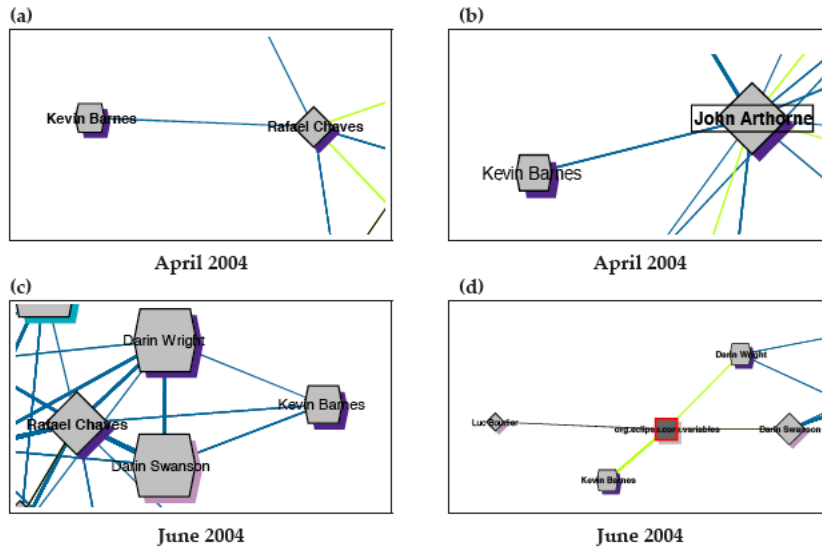 (a)
Kevin Barnes
Rafael Chaves
April 2004
(b)
John Arthorne
Kevin Barnes
April 2004
(c)
Darin Wright
Kevin Barnes
Rafael Chaves
Darin Swanson
June 2004
(d)
Darin Wright
Luc Bourlier
Darin Swanson
Kevin Barnes
June 2004